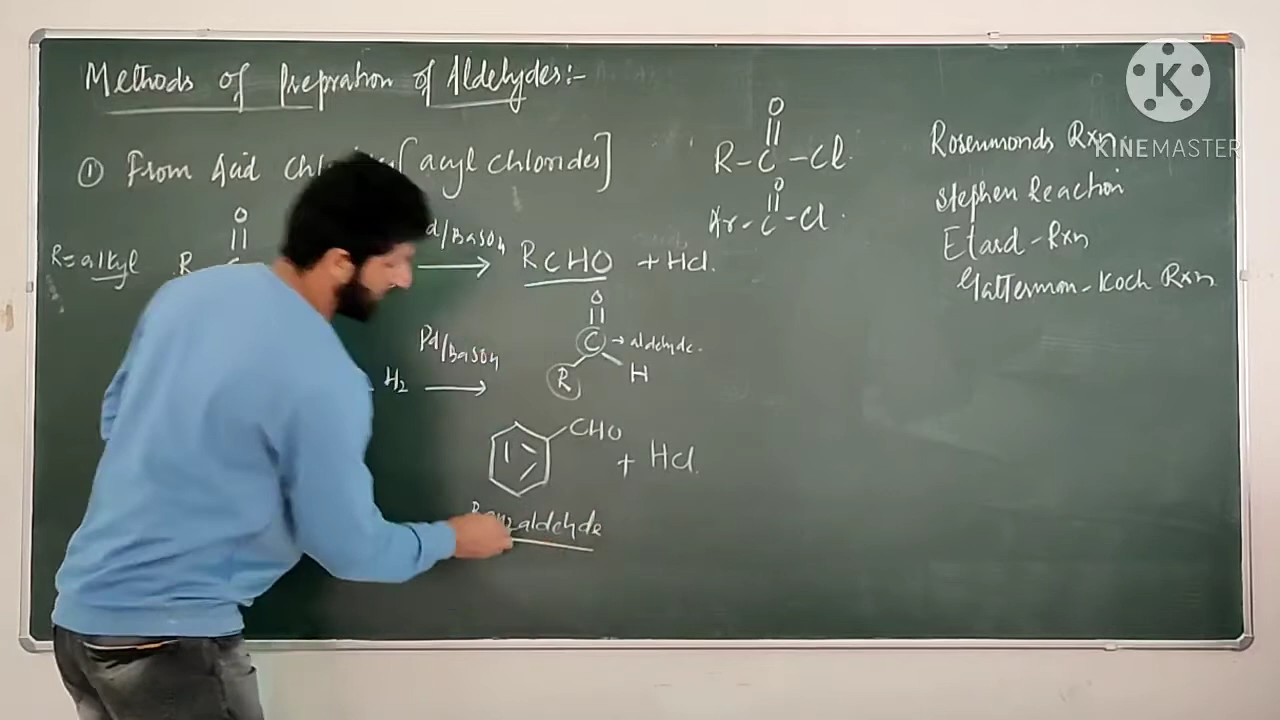 Methods of Prepration of Aldehydes:-
① From Acid [acyl chlorides]
O
||
R-C-Cl.
O
||
Ar-C-Cl.
Rosenmonds Rxn.
Stephen Reaction
Etard-Rxn
Gattermon-Koch Rxn
KINEMASTER
K
R=alkyl
O
||
R
d/BaSO4
RCHO + HCl.
H2
Pd/BaSO4
O
||
C → aldehyde.
R H
CHO
+ HCl.
aldehyde